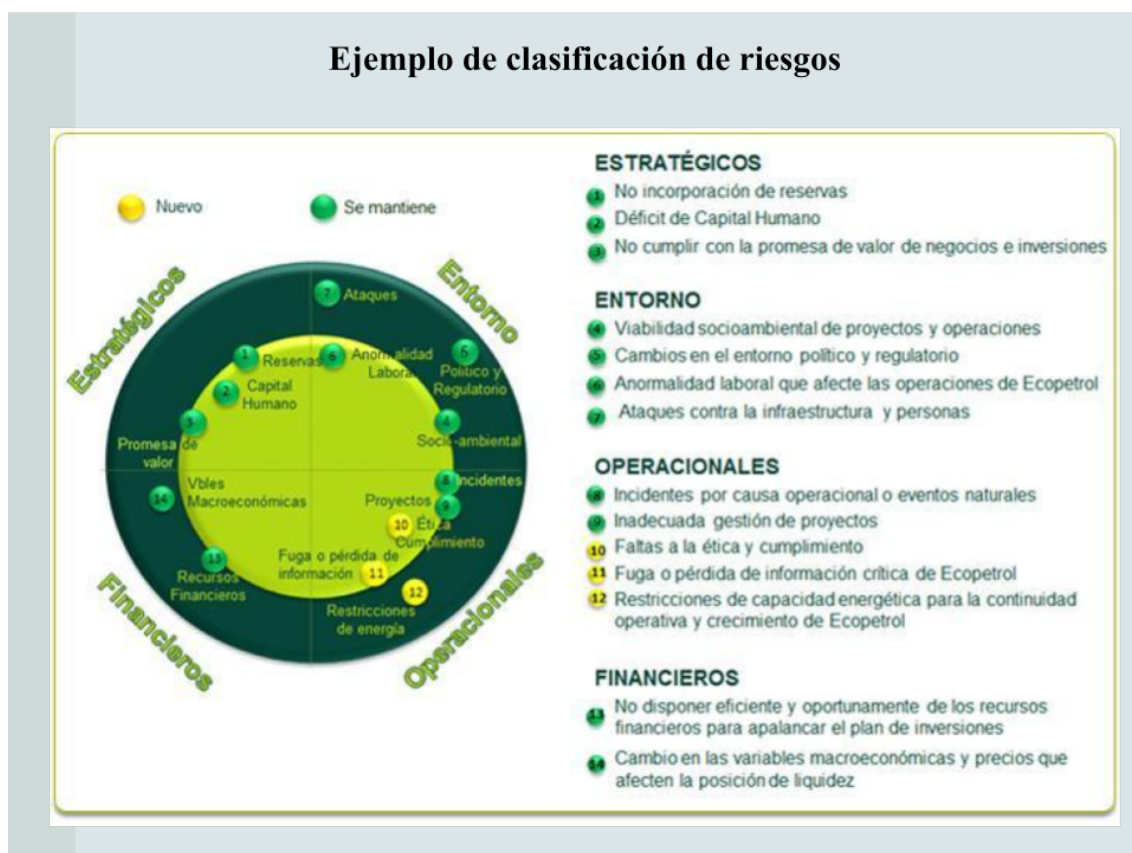 Ejemplo de clasificación de riesgos
Nuevo
Se mantiene
Estratégicos
Entorno
Financieros
Operacionales
7
Ataques
1
Reservas
6
Anormalidad
Laboral
5
Político y
Regulatorio
2
Capital
Humano
3
Promesa de
valor
4
Socio-ambiental
14
Vbles
Macroeconómicas
8
Incidentes
Proyectos
9
10
Ética
Cumplimiento
13
Recursos
Financieros
Fuga o pérdida de
información
11
12
Restricciones
de energía
ESTRATÉGICOS
1 No incorporación de reservas
2 Déficit de Capital Humano
3 No cumplir con la promesa de valor de negocios e inversiones
ENTORNO
4 Viabilidad socioambiental de proyectos y operaciones
5 Cambios en el entorno político y regulatorio
6 Anormalidad laboral que afecte las operaciones de Ecopetrol
7 Ataques contra la infraestructura y personas
OPERACIONALES
8 Incidentes por causa operacional o eventos naturales
9 Inadecuada gestión de proyectos
10 Faltas a la ética y cumplimiento
11 Fuga o pérdida de información crítica de Ecopetrol
12 Restricciones de capacidad energética para la continuidad
operativa y crecimiento de Ecopetrol
FINANCIEROS
13 No disponer eficiente y oportunamente de los recursos
financieros para apalancar el plan de inversiones
14 Cambio en las variables macroeconómicas y precios que
afecten la posición de liquidez